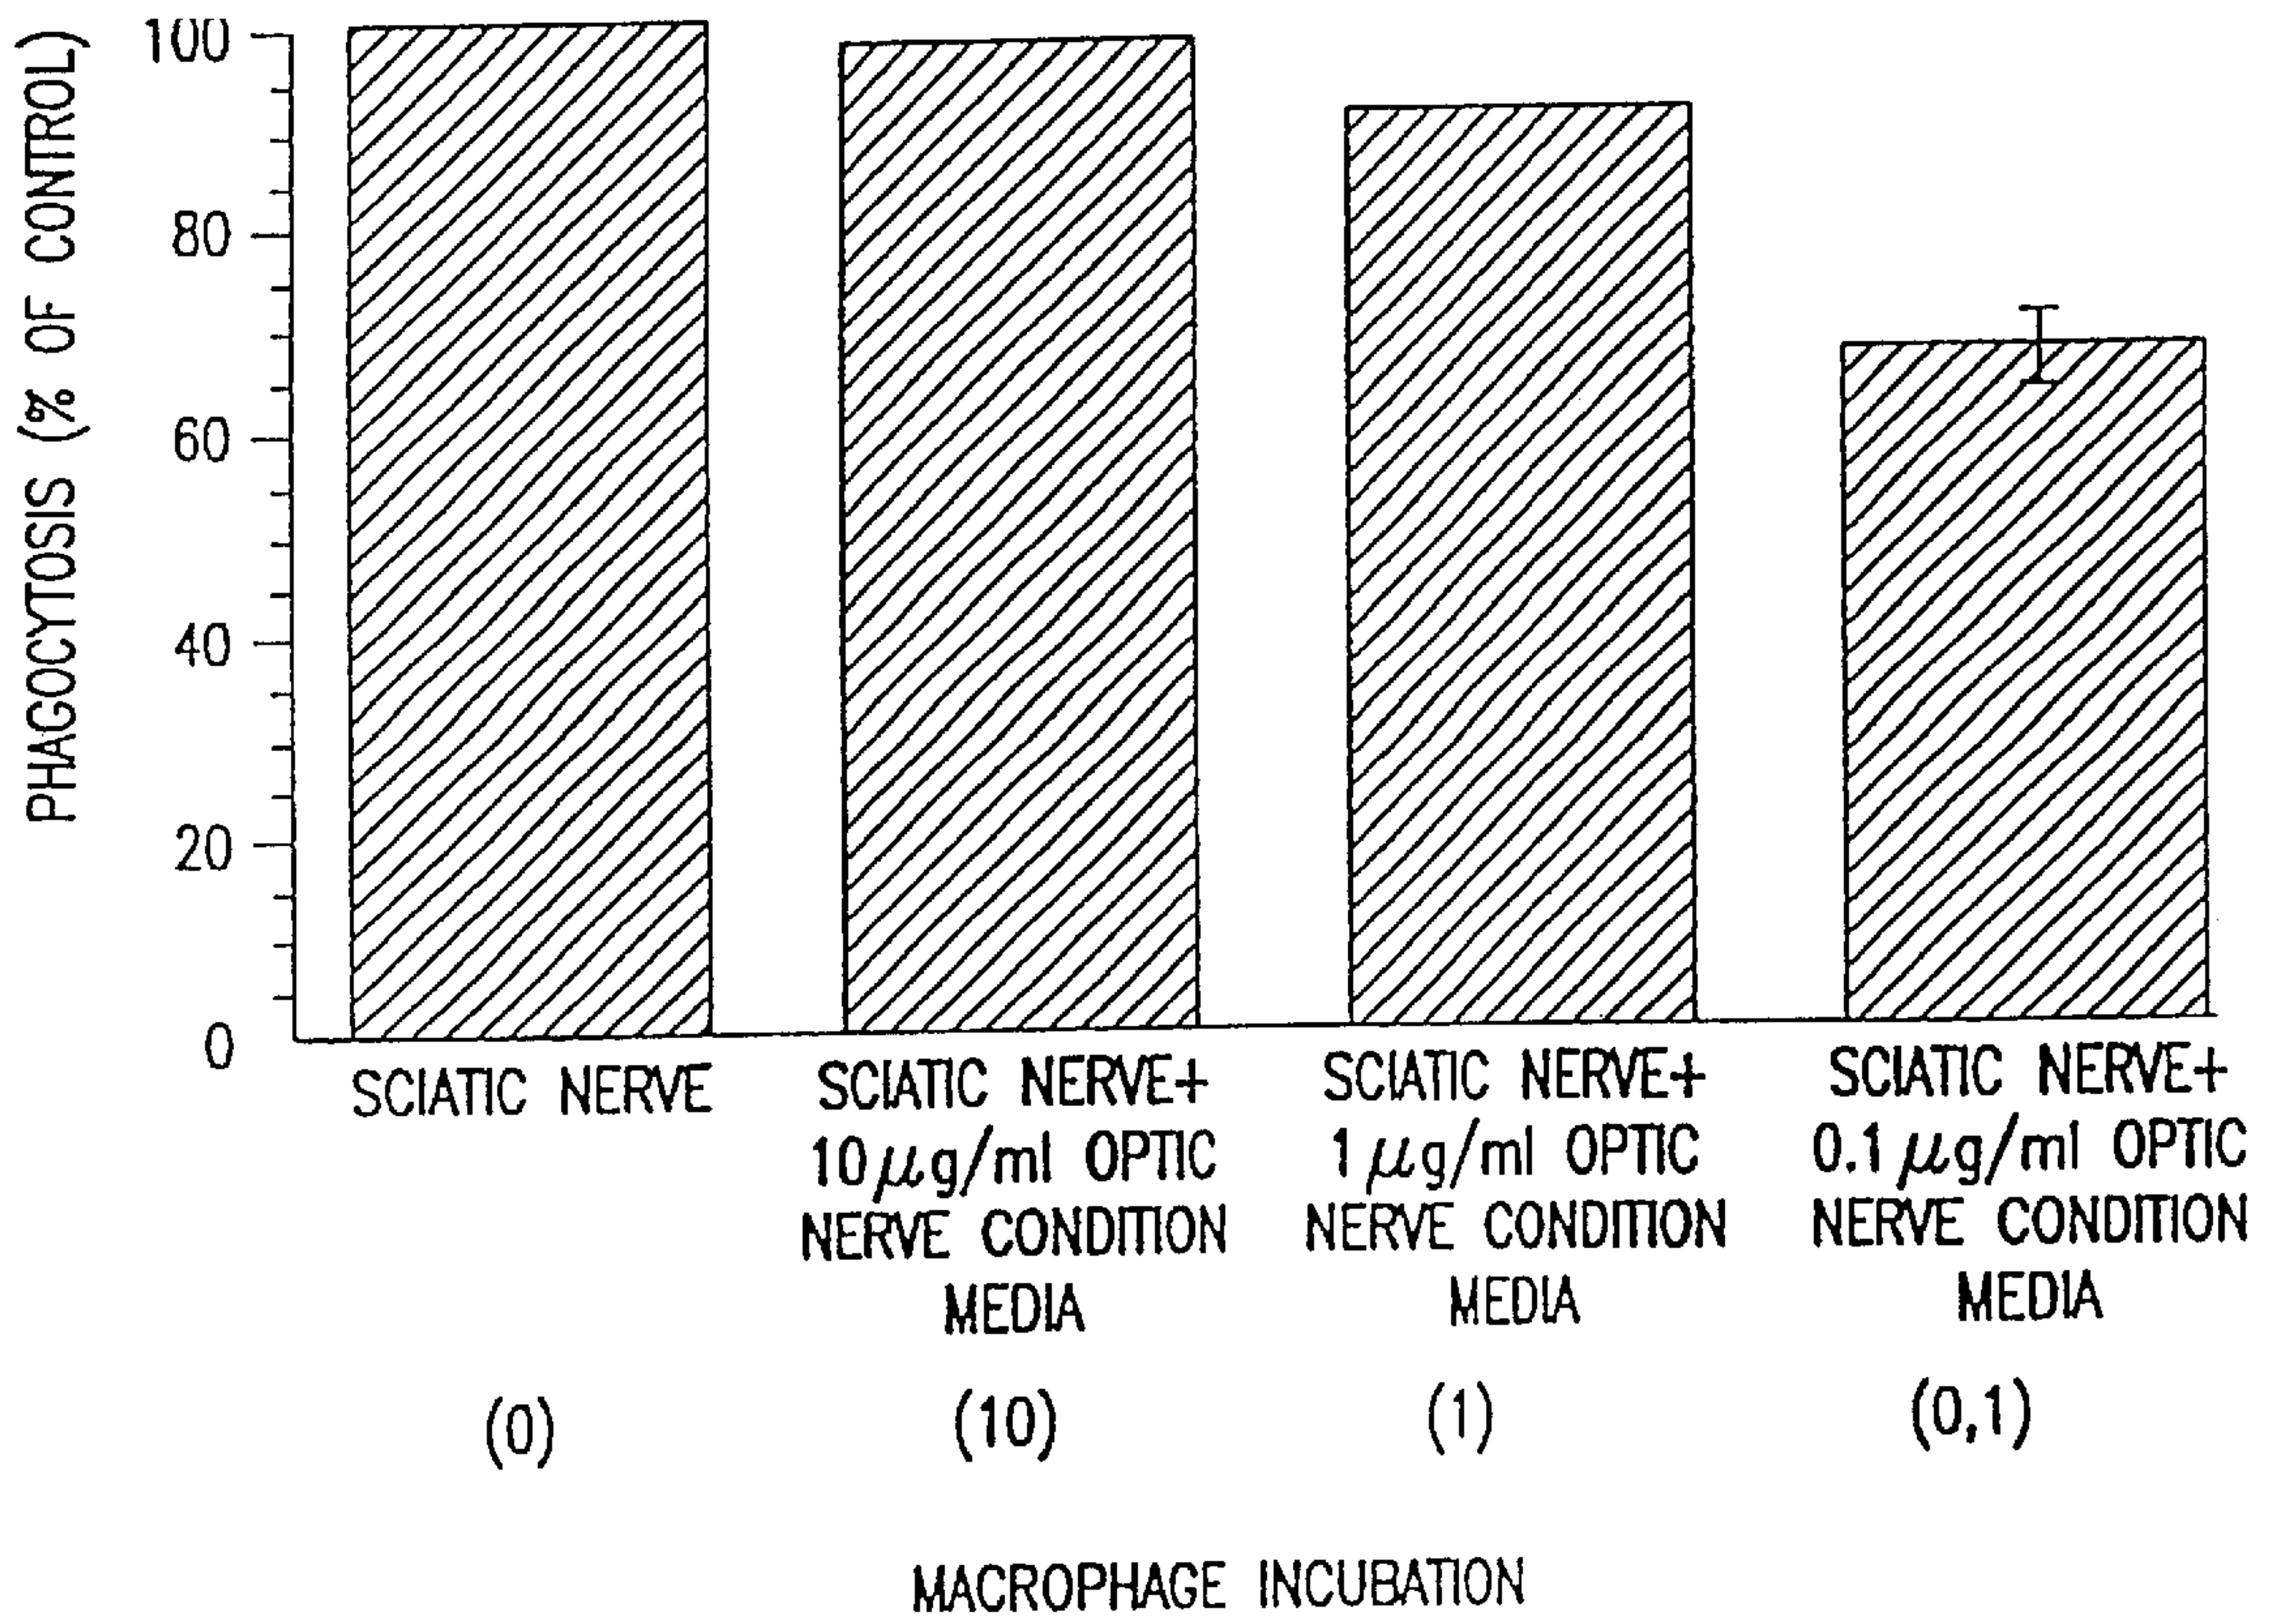 PHAGOCYTOSIS (% OF CONTROL)
100
80
60
40
20
0
SCIATIC NERVE
SCIATIC NERVE+
10μg/ml OPTIC
NERVE CONDITION
MEDIA
SCIATIC NERVE+
1μg/ml OPTIC
NERVE CONDITION
MEDIA
SCIATIC NERVE+
0.1μg/ml OPTIC
NERVE CONDITION
MEDIA
(0)
(10)
(1)
(0,1)
MACROPHAGE INCUBATION